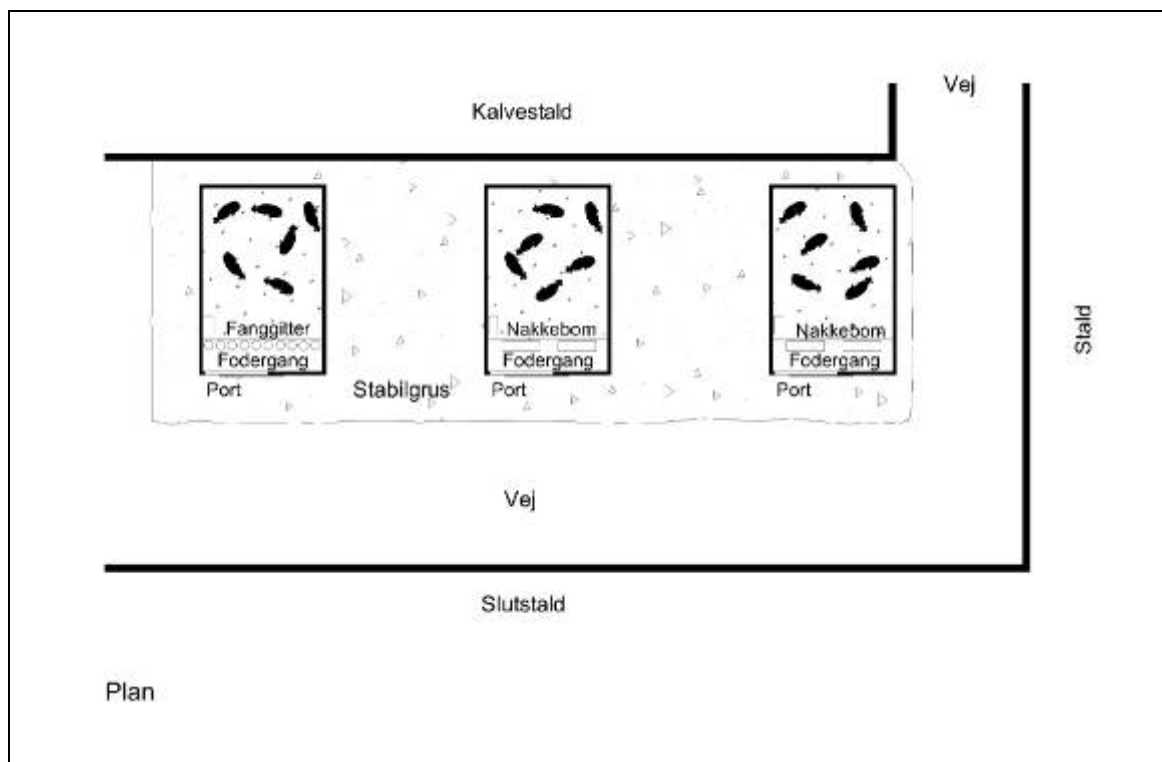 Vej
Kalvestald
Fanggitter
Fodergang
Port
Stabilgrus
Nakkebom
Fodergang
Port
Nakkebom
Fodergang
Port
Stald
Vej
Slutstald
Plan